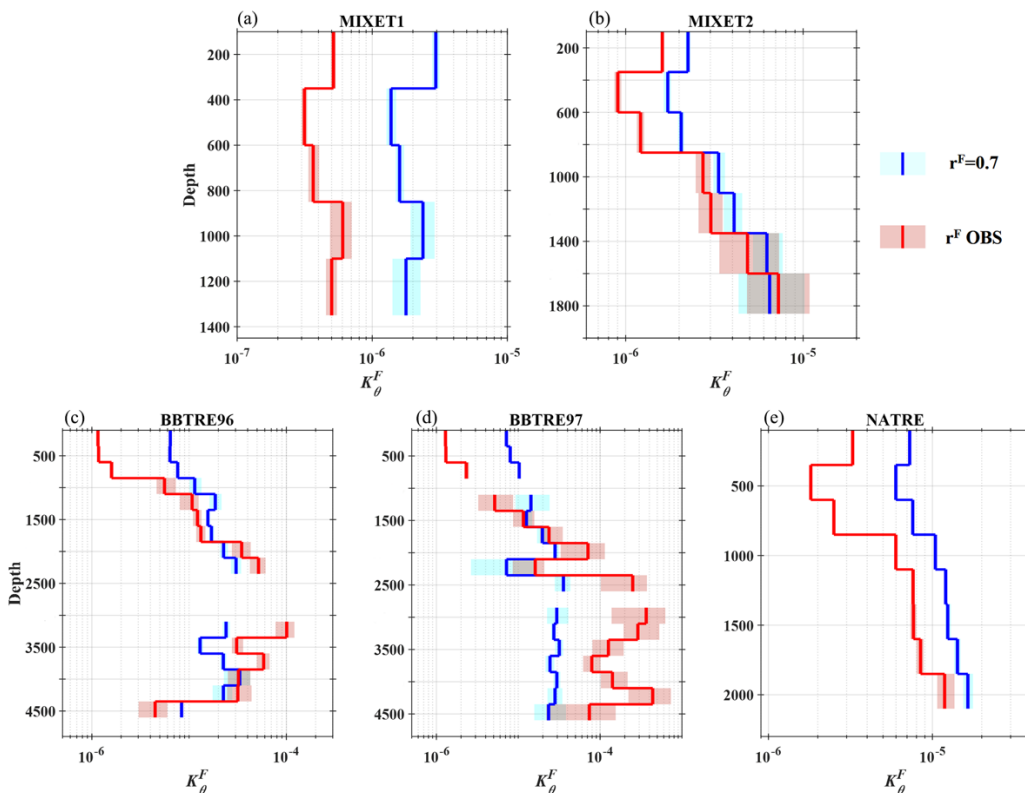 (a) MIXET1
(b) MIXET2
200
400
600
800
1000
1200
1400
Depth
10^-7 10^-6 10^-5
K_θ^F
200
600
1000
1400
1800
10^-6 10^-5
K_θ^F
r^F=0.7
r^F OBS
(c) BBTRE96
(d) BBTRE97
(e) NATRE
500
1500
2500
3500
4500
Depth
10^-6 10^-4
K_θ^F
500
1500
2500
3500
4500
10^-6 10^-4
K_θ^F
500
1000
1500
2000
10^-6 10^-5
K_θ^F